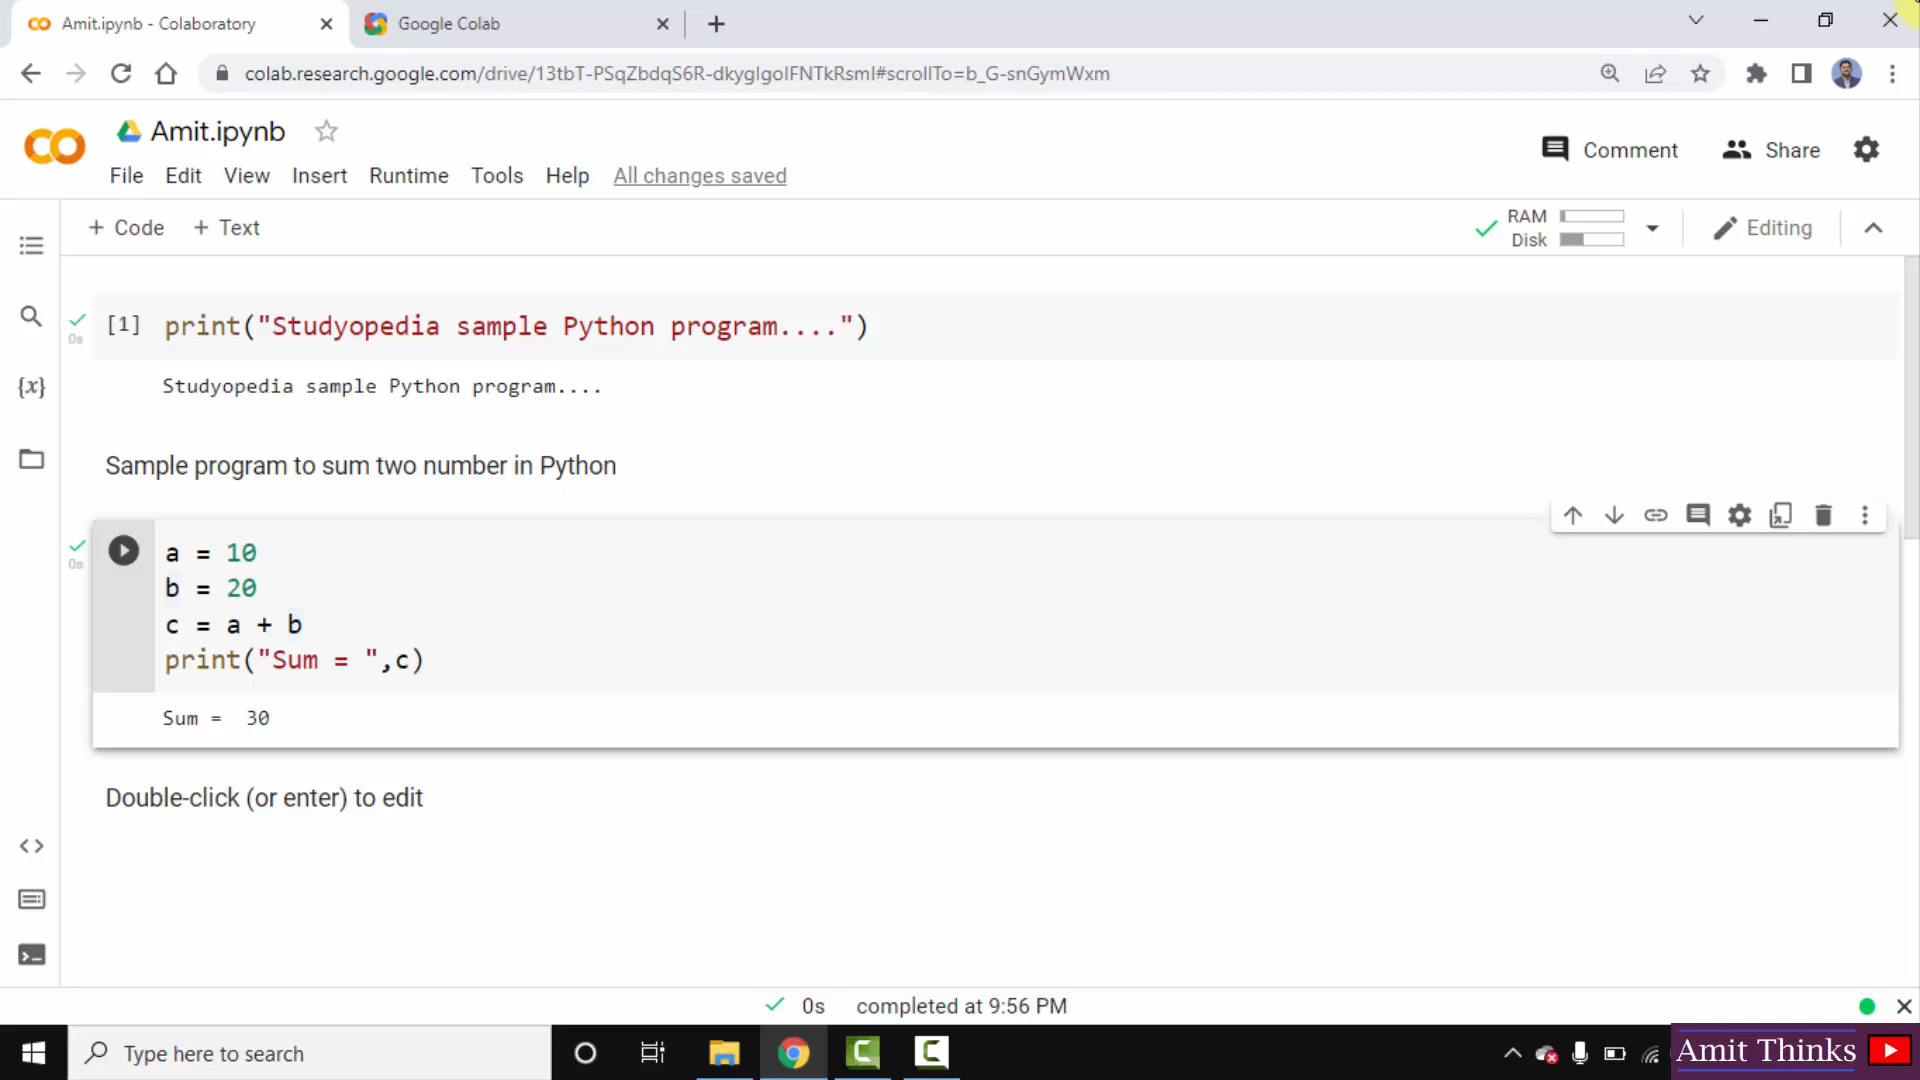 Amit.ipynb - Colaboratory
Google Colab
colab.research.google.com/drive/13tbT-PSqZbdqS6R-dkyglgolFNTkRsml#scrollTo=b_G-snGymWxm
Amit.ipynb
Comment
Share
File Edit View Insert Runtime Tools Help All changes saved
+ Code + Text
RAM
Disk
Editing
[1] print("Studyopedia sample Python program....")
0s
Studyopedia sample Python program....
{x}
Sample program to sum two number in Python
a = 10
0s
b = 20
c = a + b
print("Sum = ",c)
Sum =  30
Double-click (or enter) to edit
0s completed at 9:56 PM
Type here to search
Amit Thinks